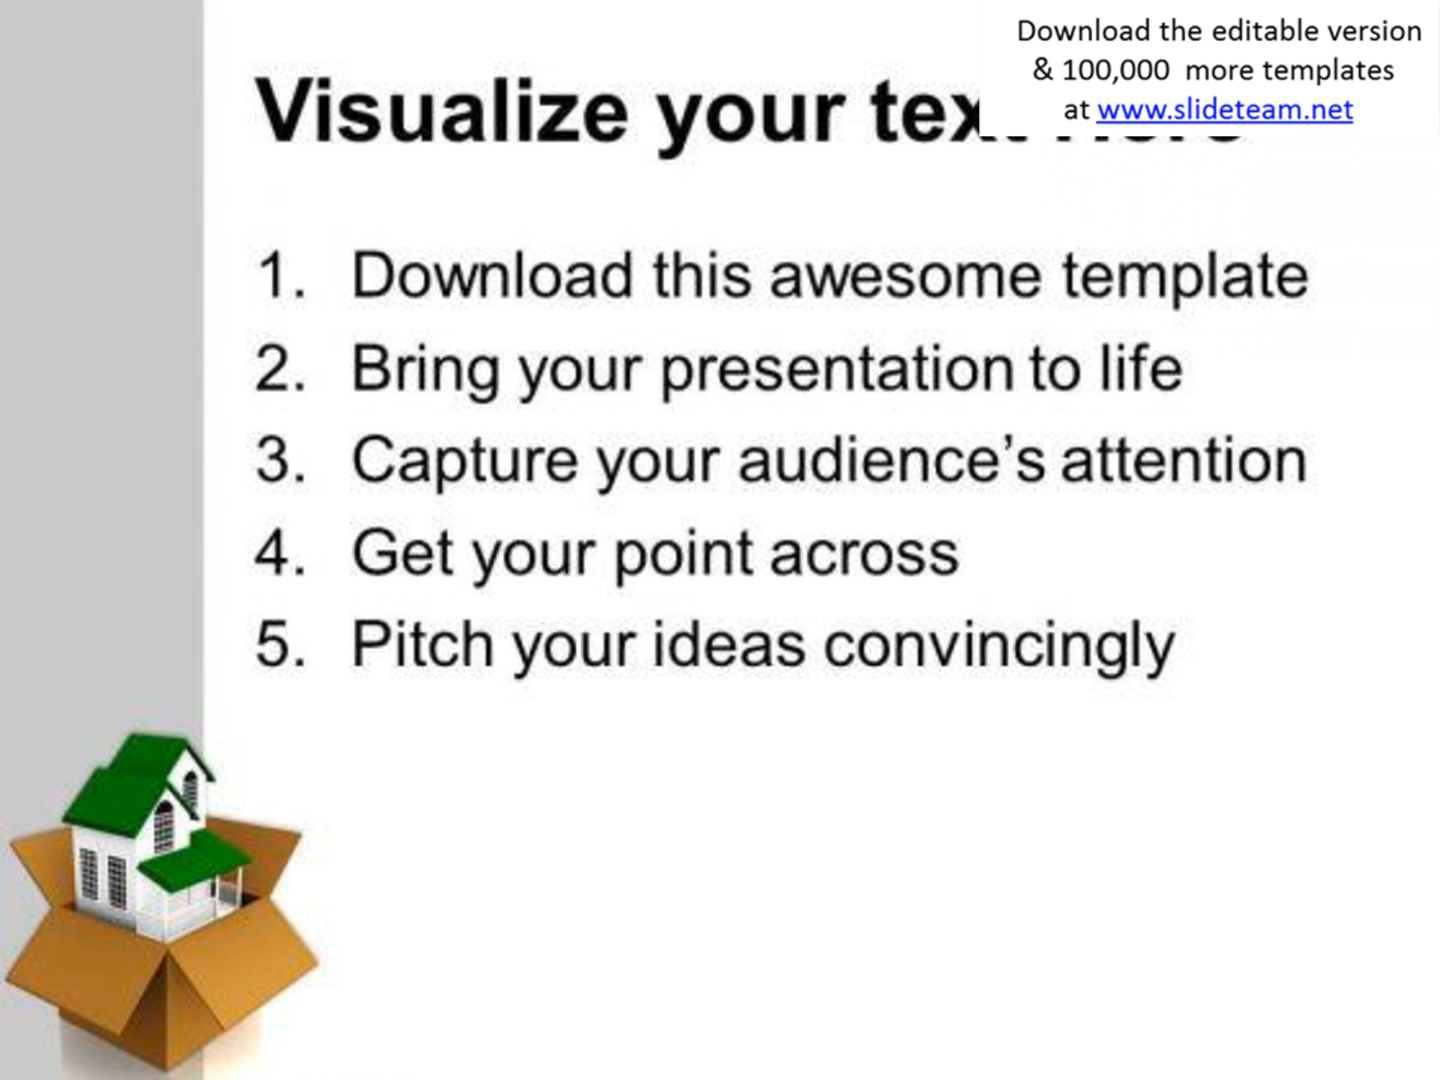 Download the editable version
& 100,000 more templates
at www.slideteam.net
Visualize your text
1. Download this awesome template
2. Bring your presentation to life
3. Capture your audience’s attention
4. Get your point across
5. Pitch your ideas convincingly